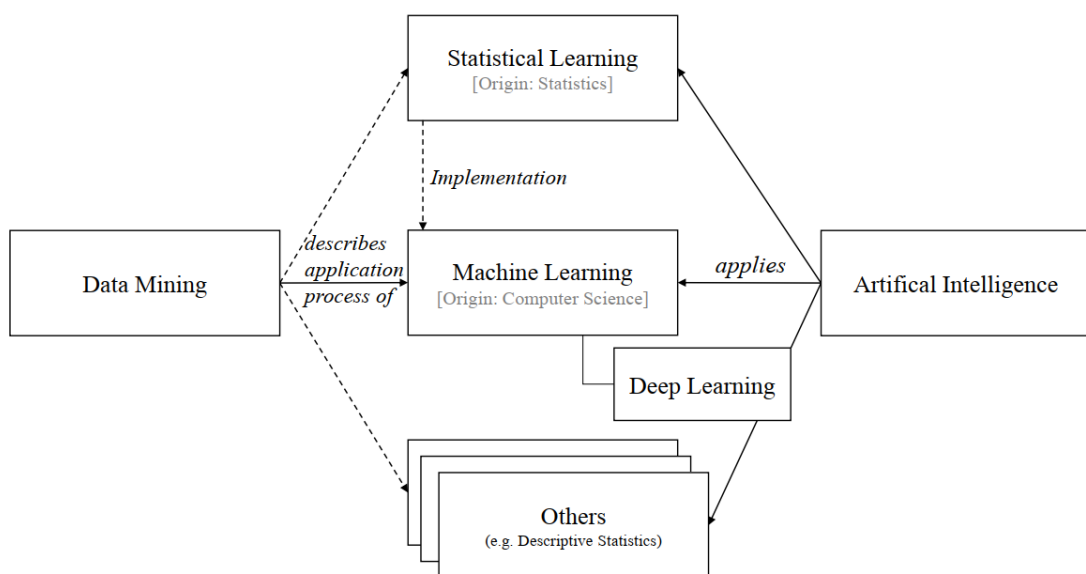 Statistical Learning
[Origin: Statistics]
Implementation
Data Mining
describes
application
process of
Machine Learning
[Origin: Computer Science]
applies
Artifical Intelligence
Deep Learning
Others
(e.g. Descriptive Statistics)